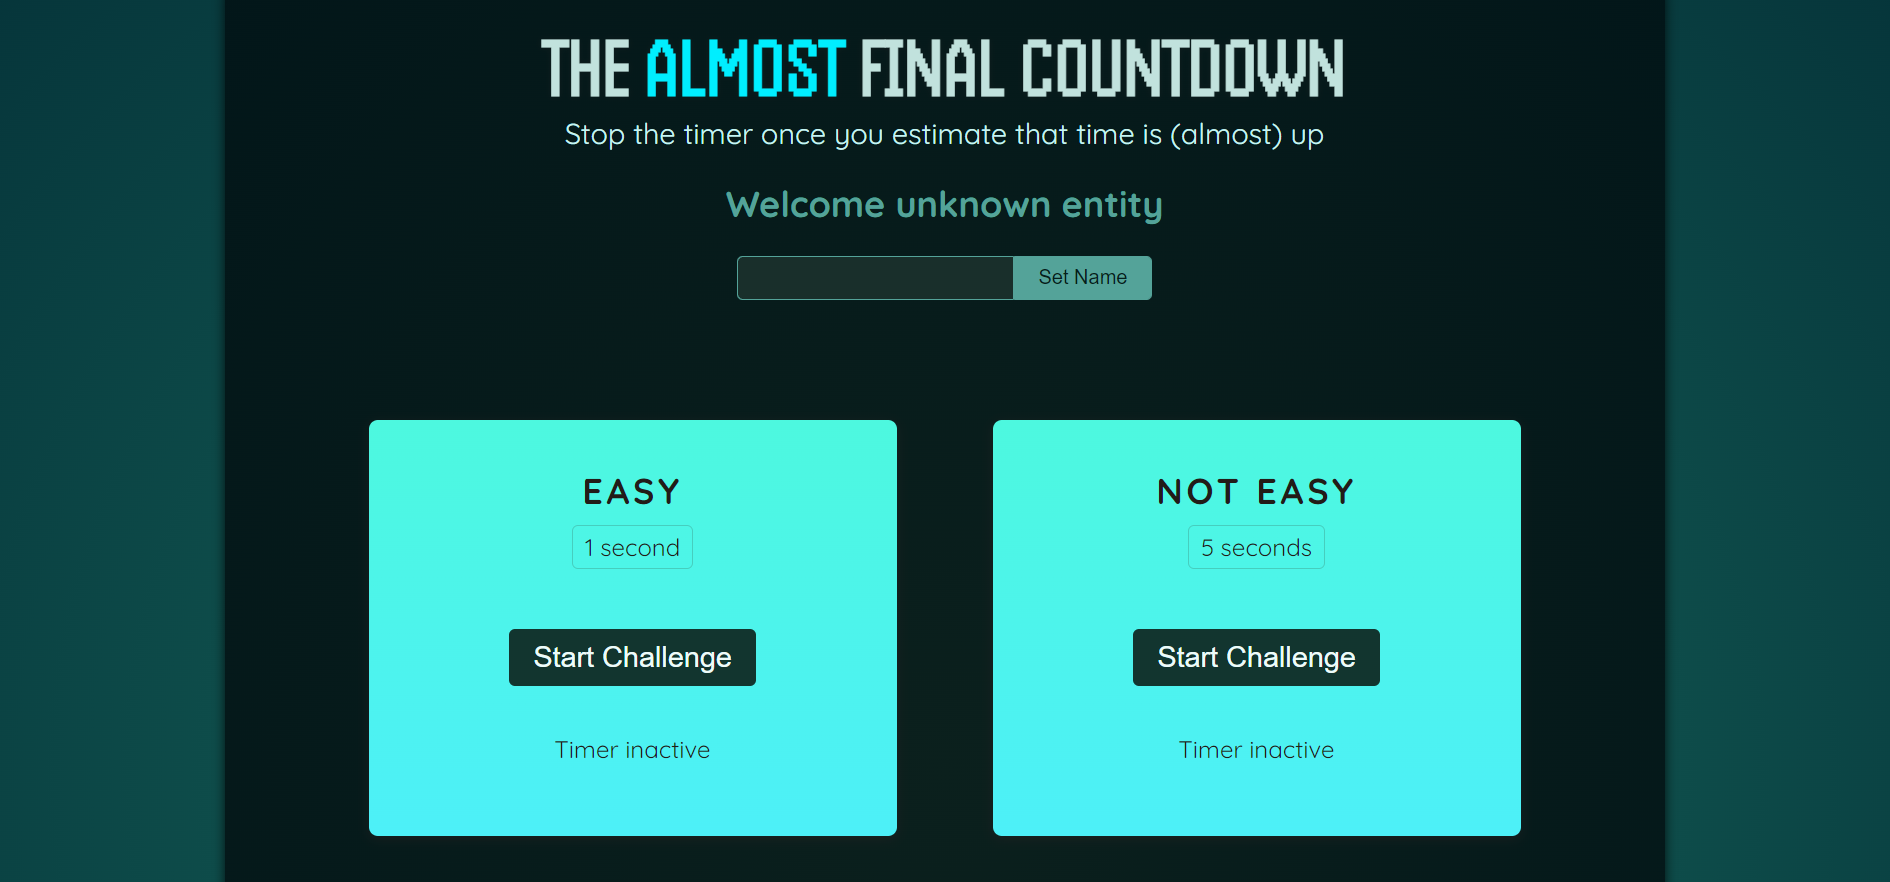 THE ALMOST FINAL COUNTDOWN
Stop the timer once you estimate that time is (almost) up
Welcome unknown entity
Set Name
EASY
1 second
Start Challenge
Timer inactive
NOT EASY
5 seconds
Start Challenge
Timer inactive